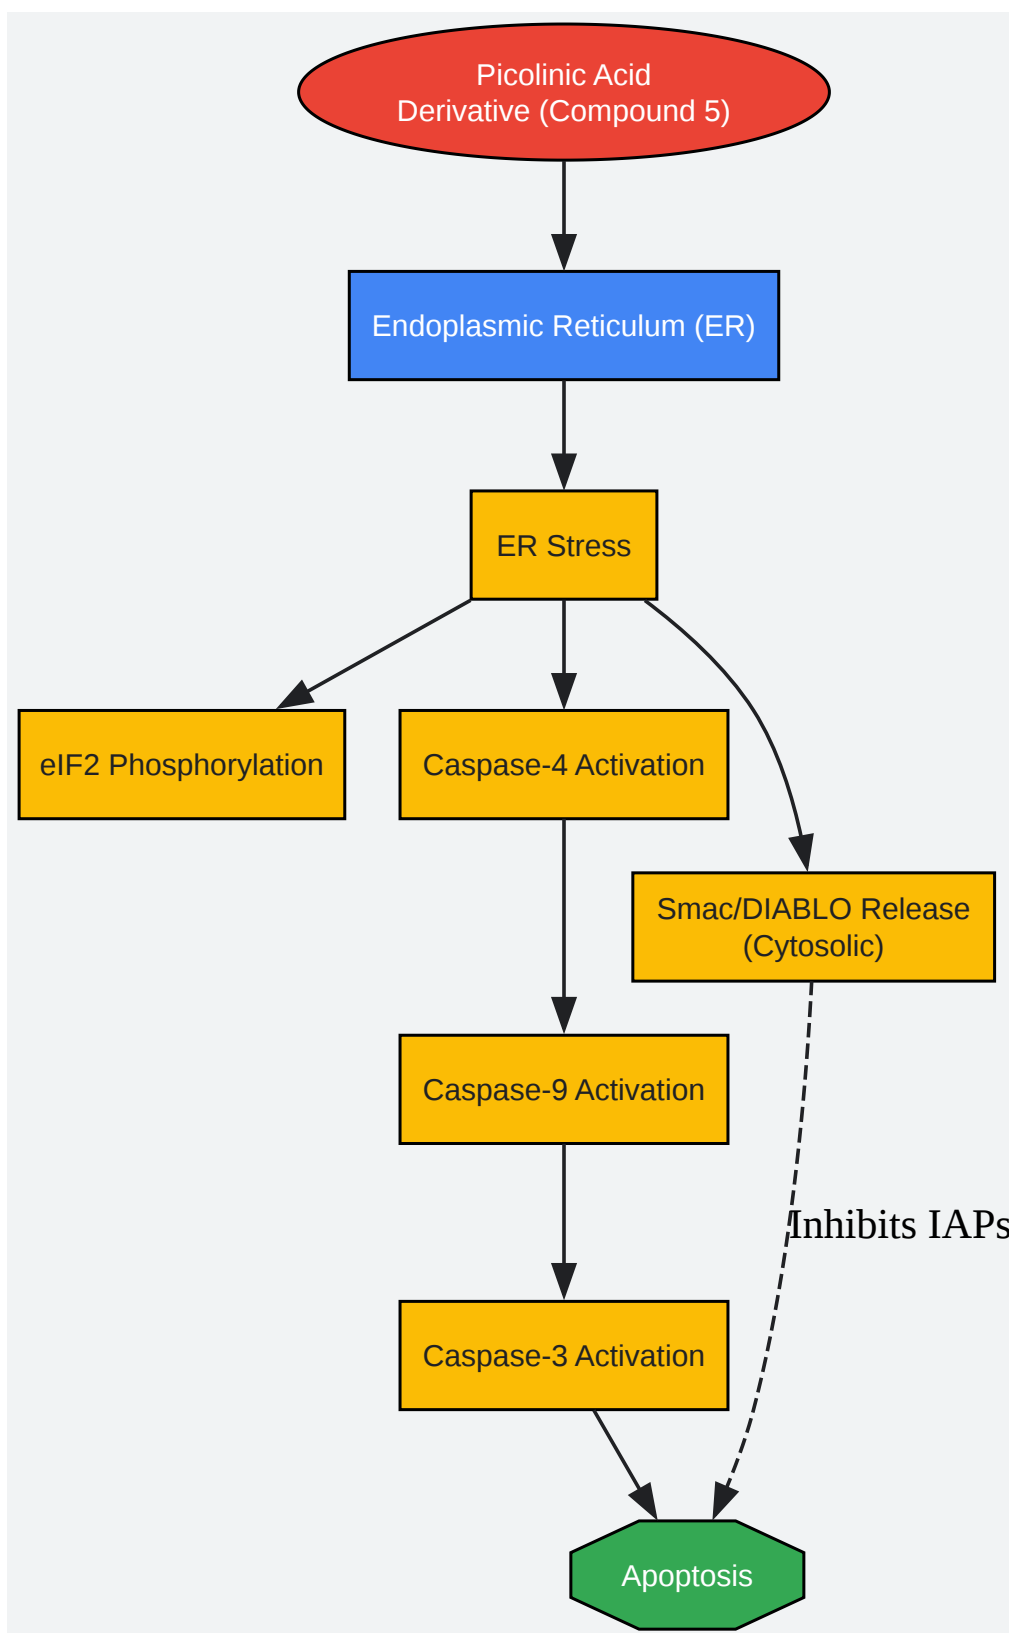 Picolinic Acid
Derivative (Compound 5)
Endoplasmic Reticulum (ER)
ER Stress
eIF2 Phosphorylation
Caspase-4 Activation
Smac/DIABLO Release
(Cytosolic)
Caspase-9 Activation
Inhibits IAPs
Caspase-3 Activation
Apoptosis